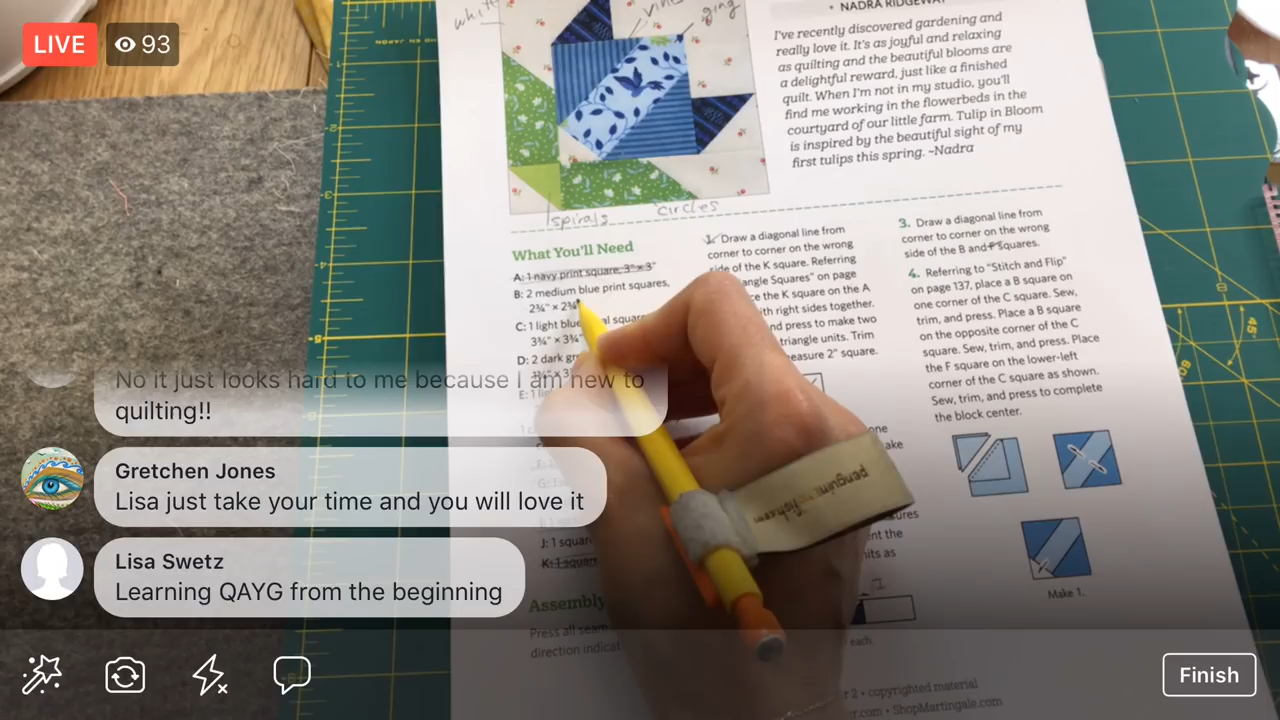 LIVE
93
white
ging
NADRA RIDGEWAY
I've recently discovered gardening and
really love it. It's as joyful and relaxing
as quilting and the beautiful blooms are
a delightful reward, just like a finished
quilt. When I'm not in my studio, you'll
find me working in the flowerbeds in the
courtyard of our little farm. Tulip in Bloom
is inspired by the beautiful sight of my
first tulips this spring. ~Nadra
spirals
circles
What You'll Need
A: 1 navy print square, 3" × 3"
B: 2 medium blue print squares,
2¾" × 2¾"
C: 1 light blue
3¾" × 3¾"
D: 2 dark
1. Draw a diagonal line from
corner to corner on the wrong
side of the K square. Referring
Squares" on page
the K square on the A
with right sides together.
and press to make two
triangle units. Trim
measure 2" square.
3. Draw a diagonal line from
corner to corner on the wrong
side of the B and F squares.
4. Referring to "Stitch and Flip"
on page 137, place a B square on
one corner of the C square. Sew,
trim, and press. Place a B square
on the opposite corner of the C
square. Sew, trim, and press. Place
the F square on the lower-left
corner of the C square as shown.
Sew, trim, and press to complete
the block center.
Make 1.
No it just looks hard to me because I am new to
quilting!!
Gretchen Jones
Lisa just take your time and you will love it
Lisa Swetz
Learning QAYG from the beginning
J: 1 square
K: 1 square
Assembly
Press all seam
direction indicat
each.
2 • copyrighted material
.com • ShopMartingale.com
Finish